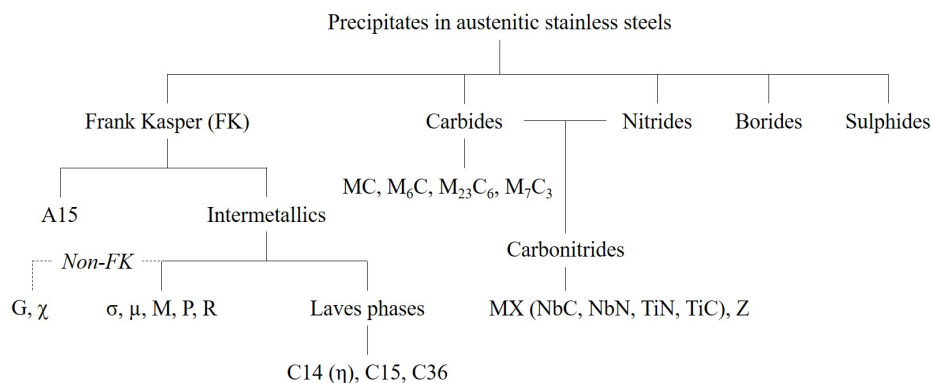 Precipitates in austenitic stainless steels
Frank Kasper (FK) Carbides Nitrides Borides Sulphides
MC, M₆C, M₂₃C₆, M₇C₃
A15 Intermetallics
Carbonitrides
Non-FK
G, χ σ, μ, M, P, R Laves phases MX (NbC, NbN, TiN, TiC), Z
C14 (η), C15, C36